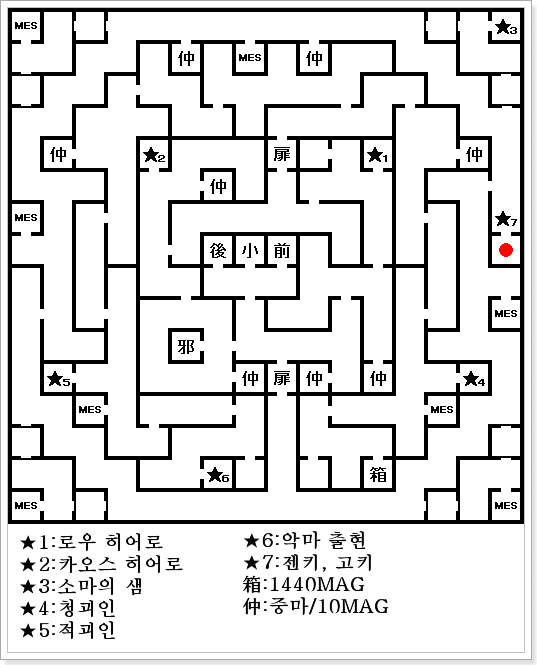 MES ★3
仲 MES 仲
仲 ★2 扉 ★1 仲
仲
MES ★7
後 小 前
MES
邪
★5 仲 扉 仲 仲 ★4
MES MES
★6 箱
MES MES
★1:로우 히어로
★2:카오스 히어로
★3:소마의 샘
★4:청괴인
★5:적괴인
★6:악마 출현
★7:젠키, 고키
箱:1440MAG
仲:중마/10MAG